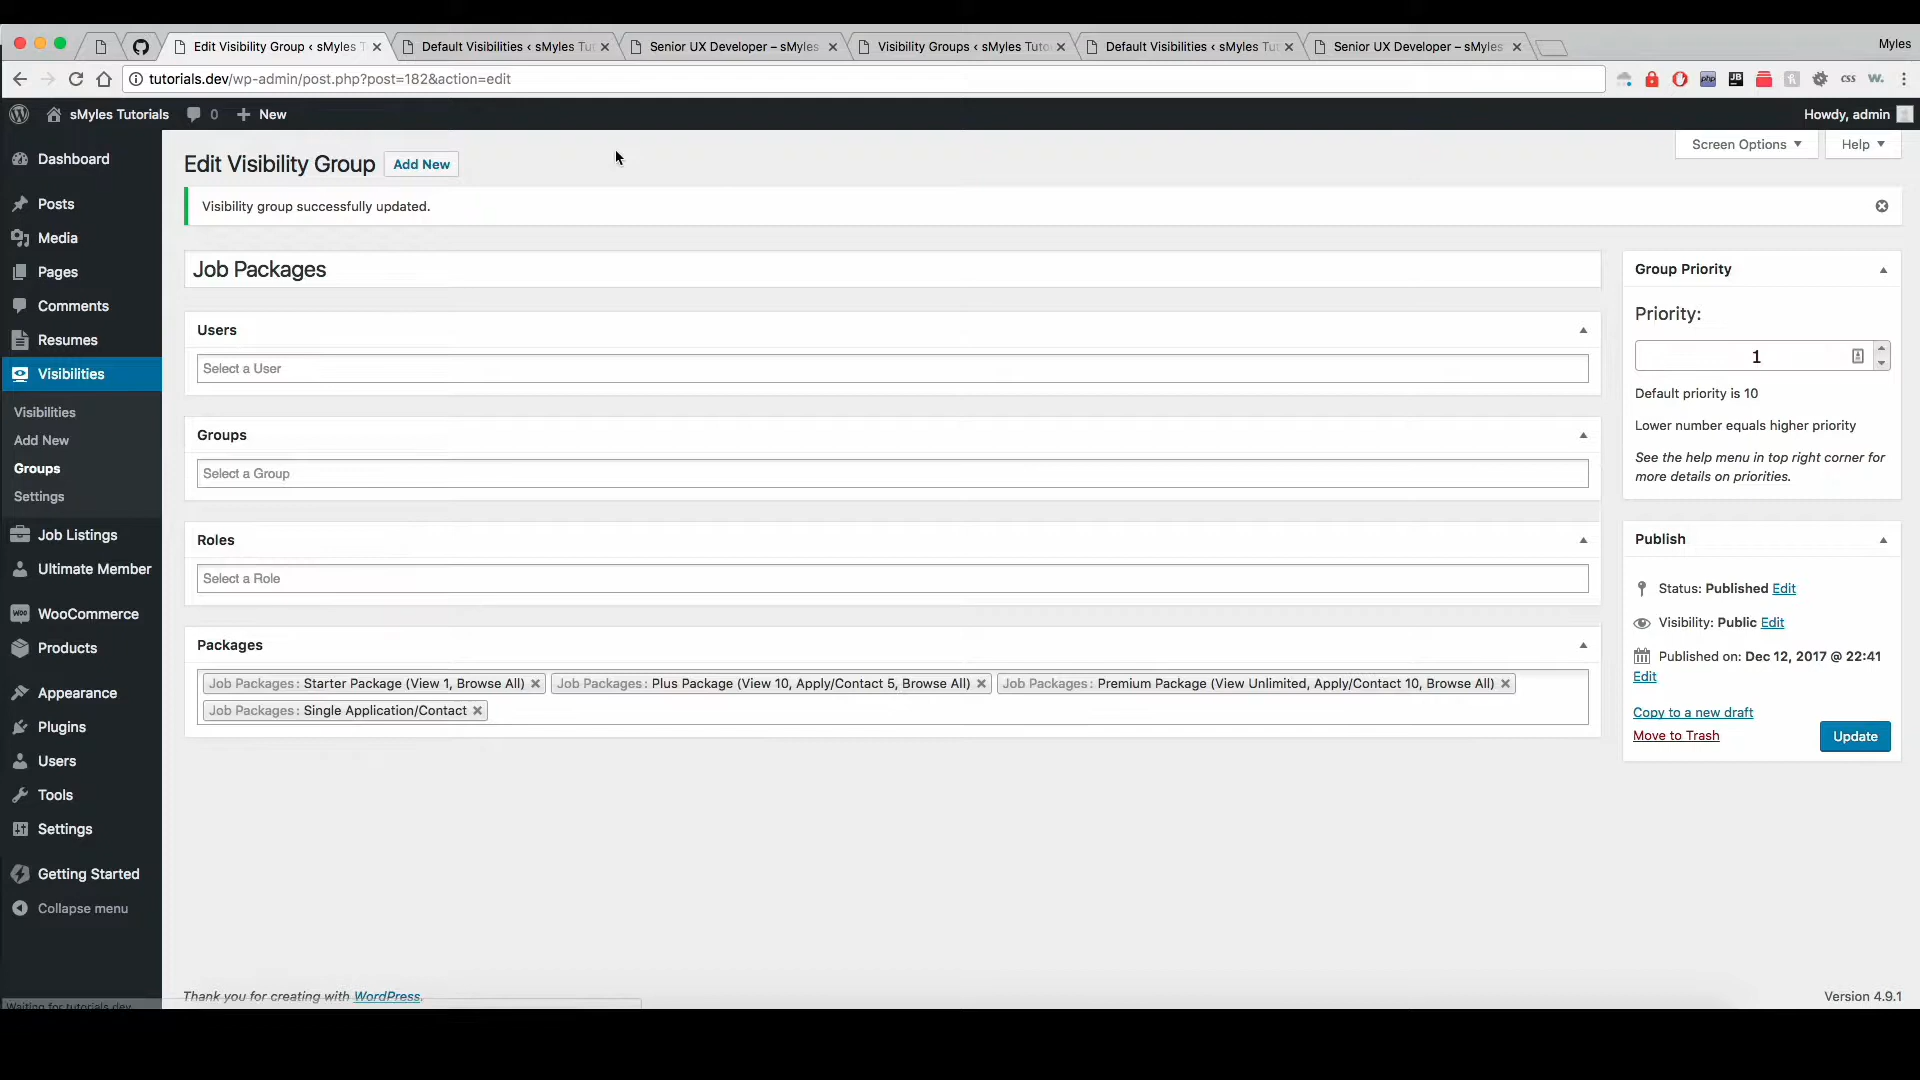 Edit Visibility Group ‹ sMyles T
Default Visibilities ‹ sMyles Tu
Senior UX Developer – sMyles
Visibility Groups ‹ sMyles Tuto
Default Visibilities ‹ sMyles Tut
Senior UX Developer – sMyles
Myles
tutorials.dev/wp-admin/post.php?post=182&action=edit
sMyles Tutorials 0 New
Howdy, admin
Dashboard
Posts
Media
Pages
Comments
Resumes
Visibilities
Visibilities
Add New
Groups
Settings
Job Listings
Ultimate Member
WooCommerce
Products
Appearance
Plugins
Users
Tools
Settings
Getting Started
Collapse menu
Waiting for tutorials.dev
Screen Options
Help
Edit Visibility Group Add New
Visibility group successfully updated.
Job Packages
Users
Select a User
Groups
Select a Group
Roles
Select a Role
Packages
Job Packages: Starter Package (View 1, Browse All) Job Packages: Plus Package (View 10, Apply/Contact 5, Browse All) Job Packages: Premium Package (View Unlimited, Apply/Contact 10, Browse All)
Job Packages: Single Application/Contact
Group Priority
Priority:
1
Default priority is 10
Lower number equals higher priority
See the help menu in top right corner for
more details on priorities.
Publish
Status: Published Edit
Visibility: Public Edit
Published on: Dec 12, 2017 @ 22:41
Edit
Copy to a new draft
Move to Trash
Update
Thank you for creating with WordPress.
Version 4.9.1